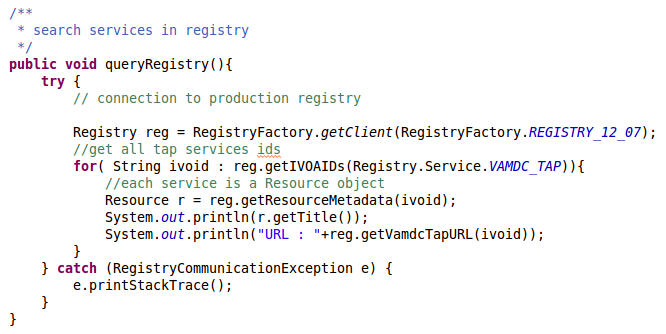 /**
 * search services in registry
 */
public void queryRegistry(){
    try {
        // connection to production registry

        Registry reg = RegistryFactory.getClient(RegistryFactory.REGISTRY_12_07);
        //get all tap services ids
        for( String ivoid : reg.getIVOAIDs(Registry.Service.VAMDC_TAP)){
            //each service is a Resource object
            Resource r = reg.getResourceMetadata(ivoid);
            System.out.println(r.getTitle());
            System.out.println("URL : "+reg.getVamdcTapURL(ivoid));
        }
    } catch (RegistryCommunicationException e) {
        e.printStackTrace();
    }
}